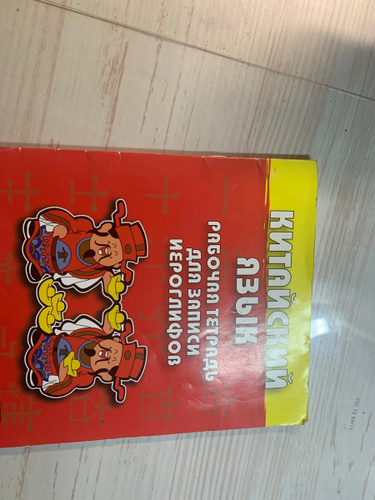 КИТАЙСКИЙ
ЯЗЫК
РАБОЧАЯ ТЕТРАДЬ
ДЛЯ ЗАПИСИ
ИЕРОГЛИФОВ